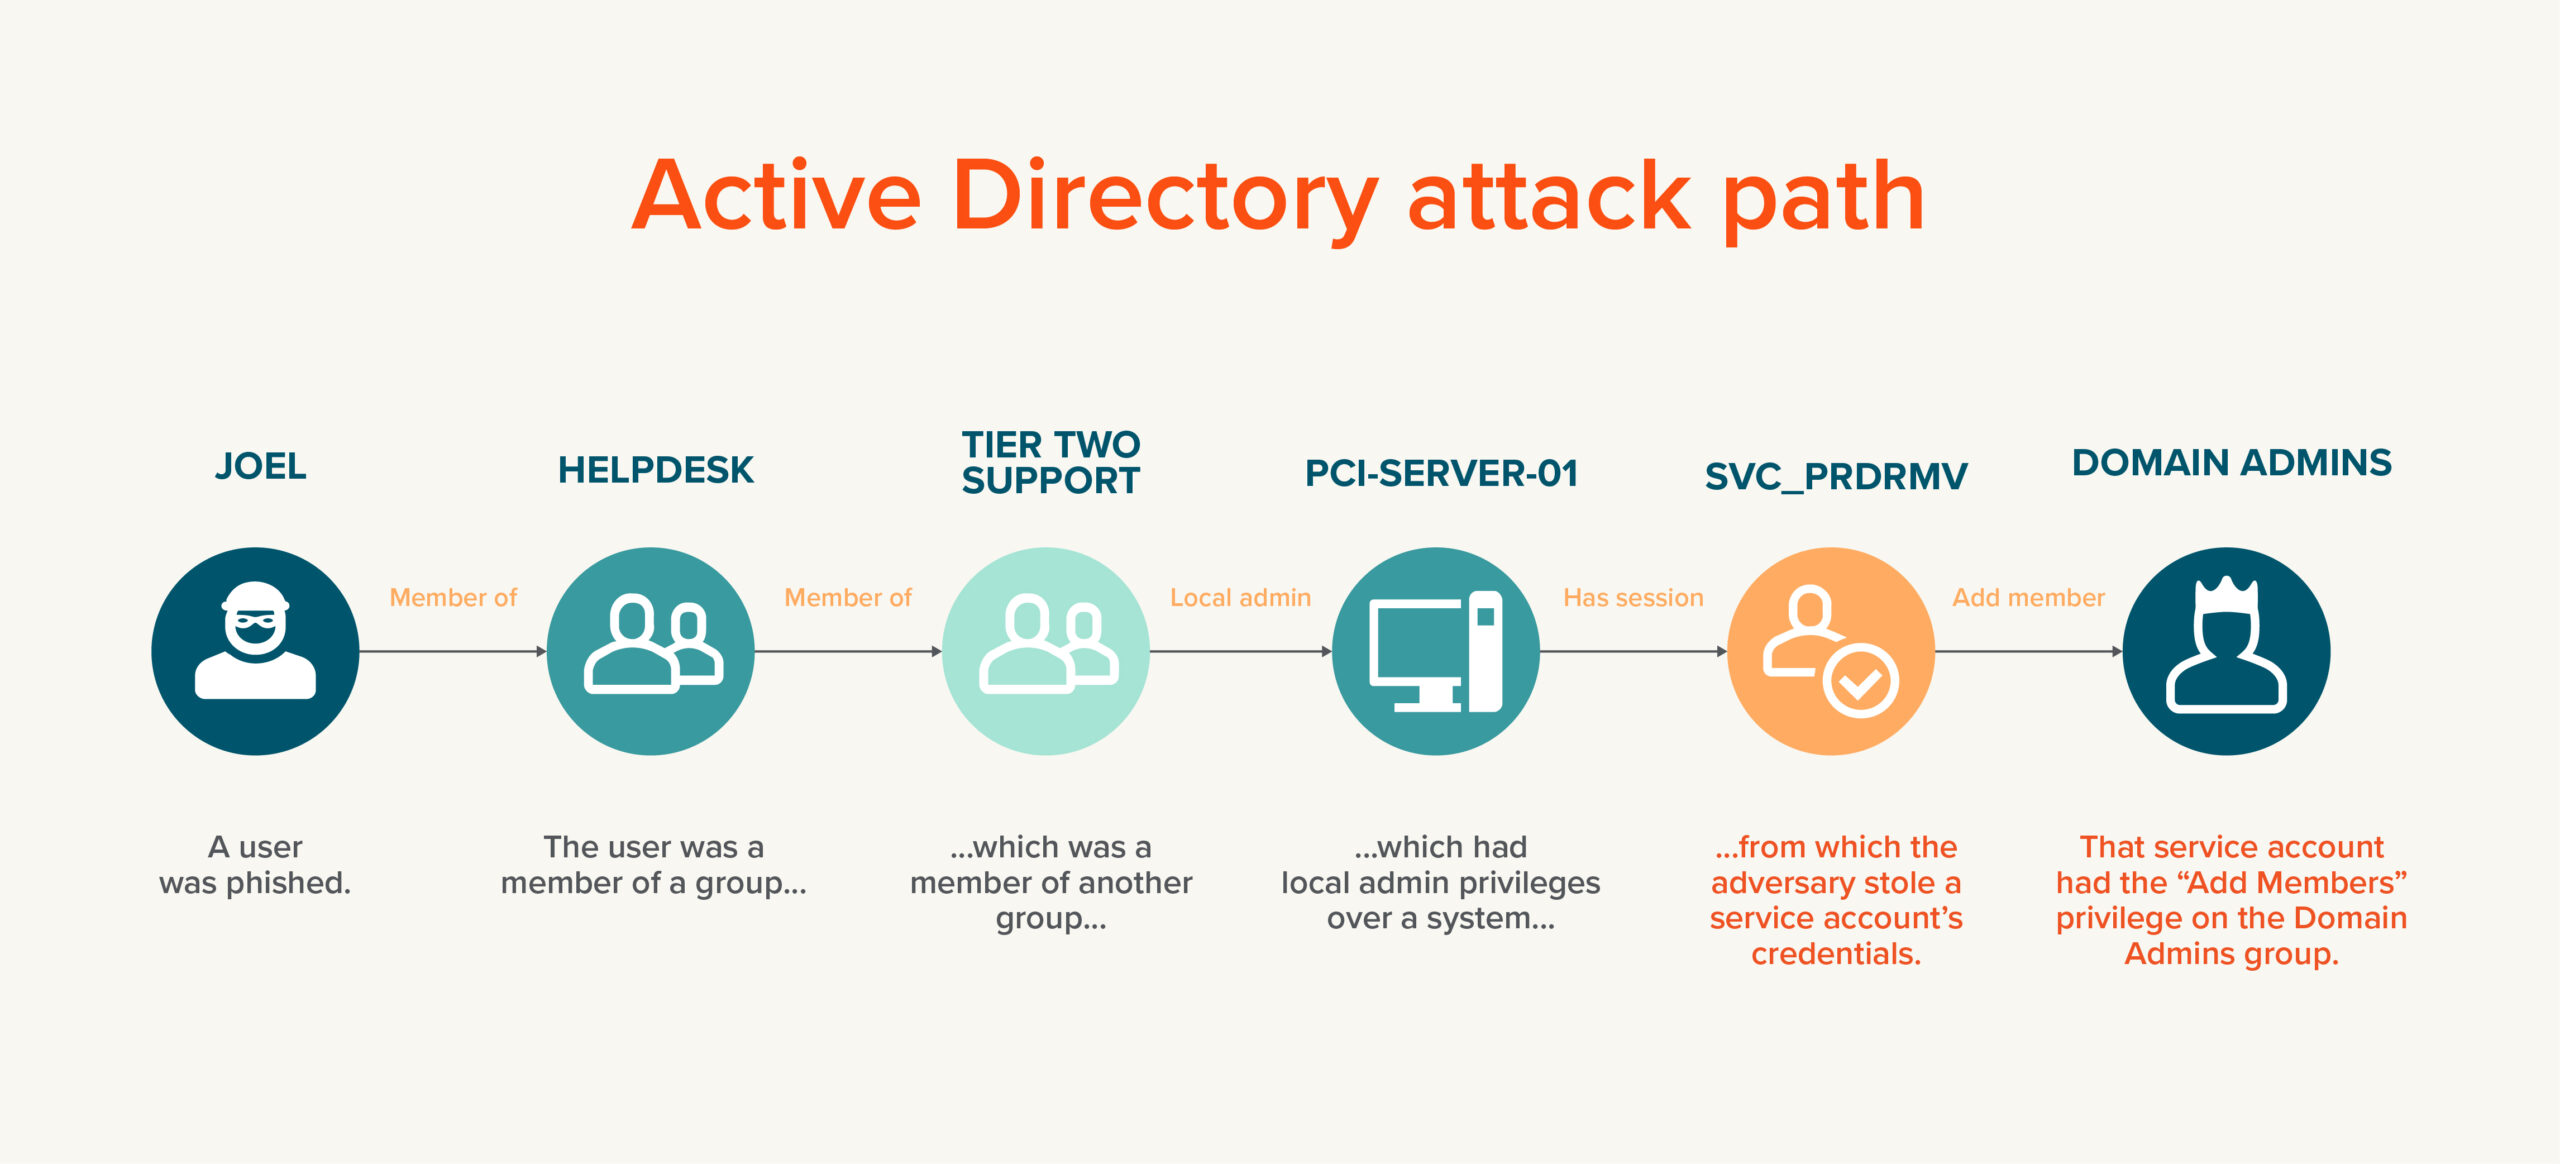 Active Directory attack path
JOEL
HELPDESK
TIER TWO
SUPPORT
PCI-SERVER-01
SVC_PRDRMV
DOMAIN ADMINS
Member of
Member of
Local admin
Has session
Add member
A user
was phished.
The user was a
member of a group...
...which was a
member of another
group...
...which had
local admin privileges
over a system...
...from which the
adversary stole a
service account’s
credentials.
That service account
had the “Add Members”
privilege on the Domain
Admins group.